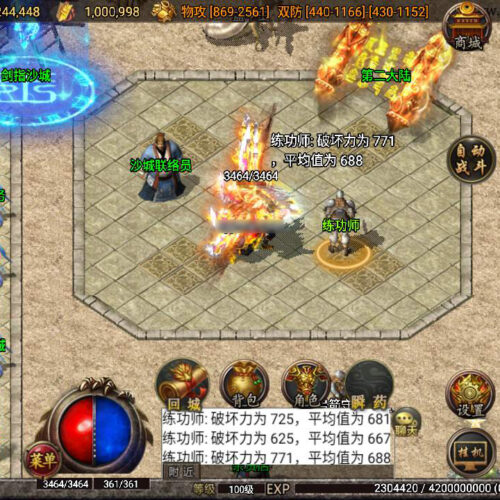 244,448 1,000,998 物攻 [869-2561] 双防 [440-1166] [430-1152]
商城
剑指沙城
第二大陆
练功师: 破坏力为 771
，平均值为 688
自动
战斗
沙城联络员
3464/3464
练功师
回城 背包 角色 瞬药
设置
练功师: 破坏力为 725，平均值为 681
聊天
练功师: 破坏力为 625，平均值为 667
练功师: 破坏力为 771，平均值为 688
菜单
挂机
附近
3464/3464 361/361 等级 100级 EXP 2304420 / 4200000000 (